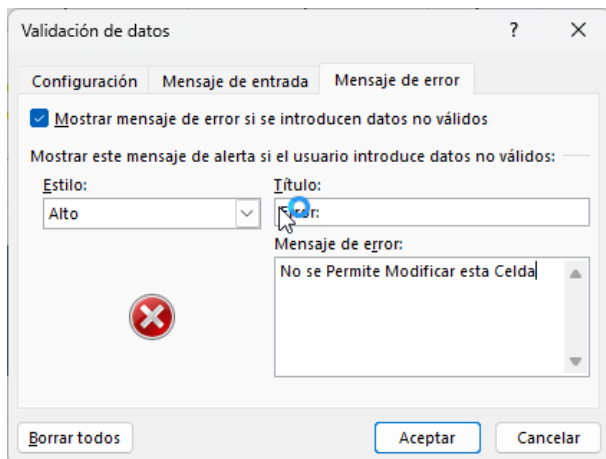 Validación de datos ? ×
Configuración Mensaje de entrada Mensaje de error
Mostrar mensaje de error si se introducen datos no válidos
Mostrar este mensaje de alerta si el usuario introduce datos no válidos:
Estilo: Título:
Alto Error:
Mensaje de error:
No se Permite Modificar esta Celda
Borrar todos Aceptar Cancelar